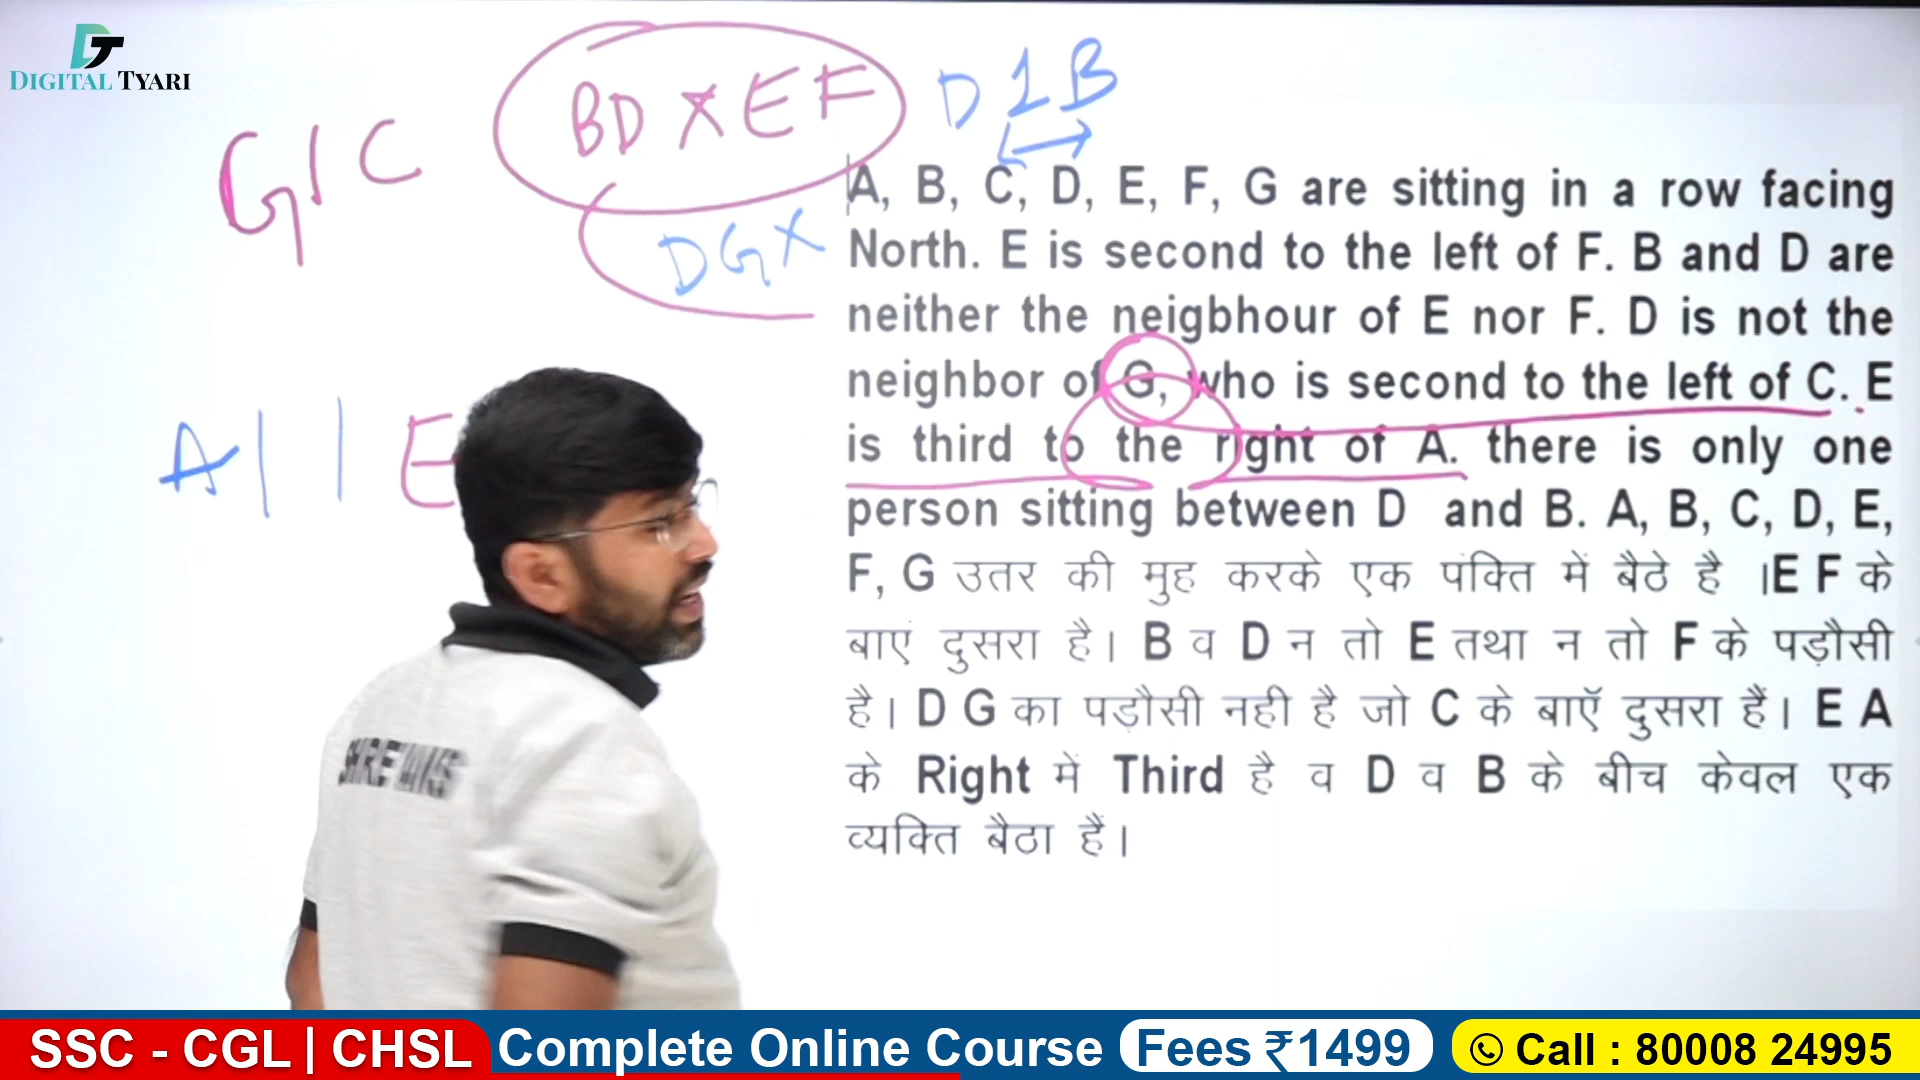 DIGITAL TYARI
BD X E F
D 1 B
G 1 C
D G X
A | | E
A, B, C, D, E, F, G are sitting in a row facing
North. E is second to the left of F. B and D are
neither the neigbhour of E nor F. D is not the
neighbor of G, who is second to the left of C. E
is third to the right of A. there is only one
person sitting between D and B. A, B, C, D, E,
F, G उतर की मुह करके एक पंक्ति में बैठे है ।E F के
बाएं दुसरा है। B व D न तो E तथा न तो F के पड़ौसी
है। D G का पड़ौसी नही है जो C के बाएॅ दुसरा हैं। E A
के Right में Third है व D व B के बीच केवल एक
व्यक्ति बैठा हैं।
SSC - CGL | CHSL Complete Online Course Fees ₹1499 Call : 80008 24995